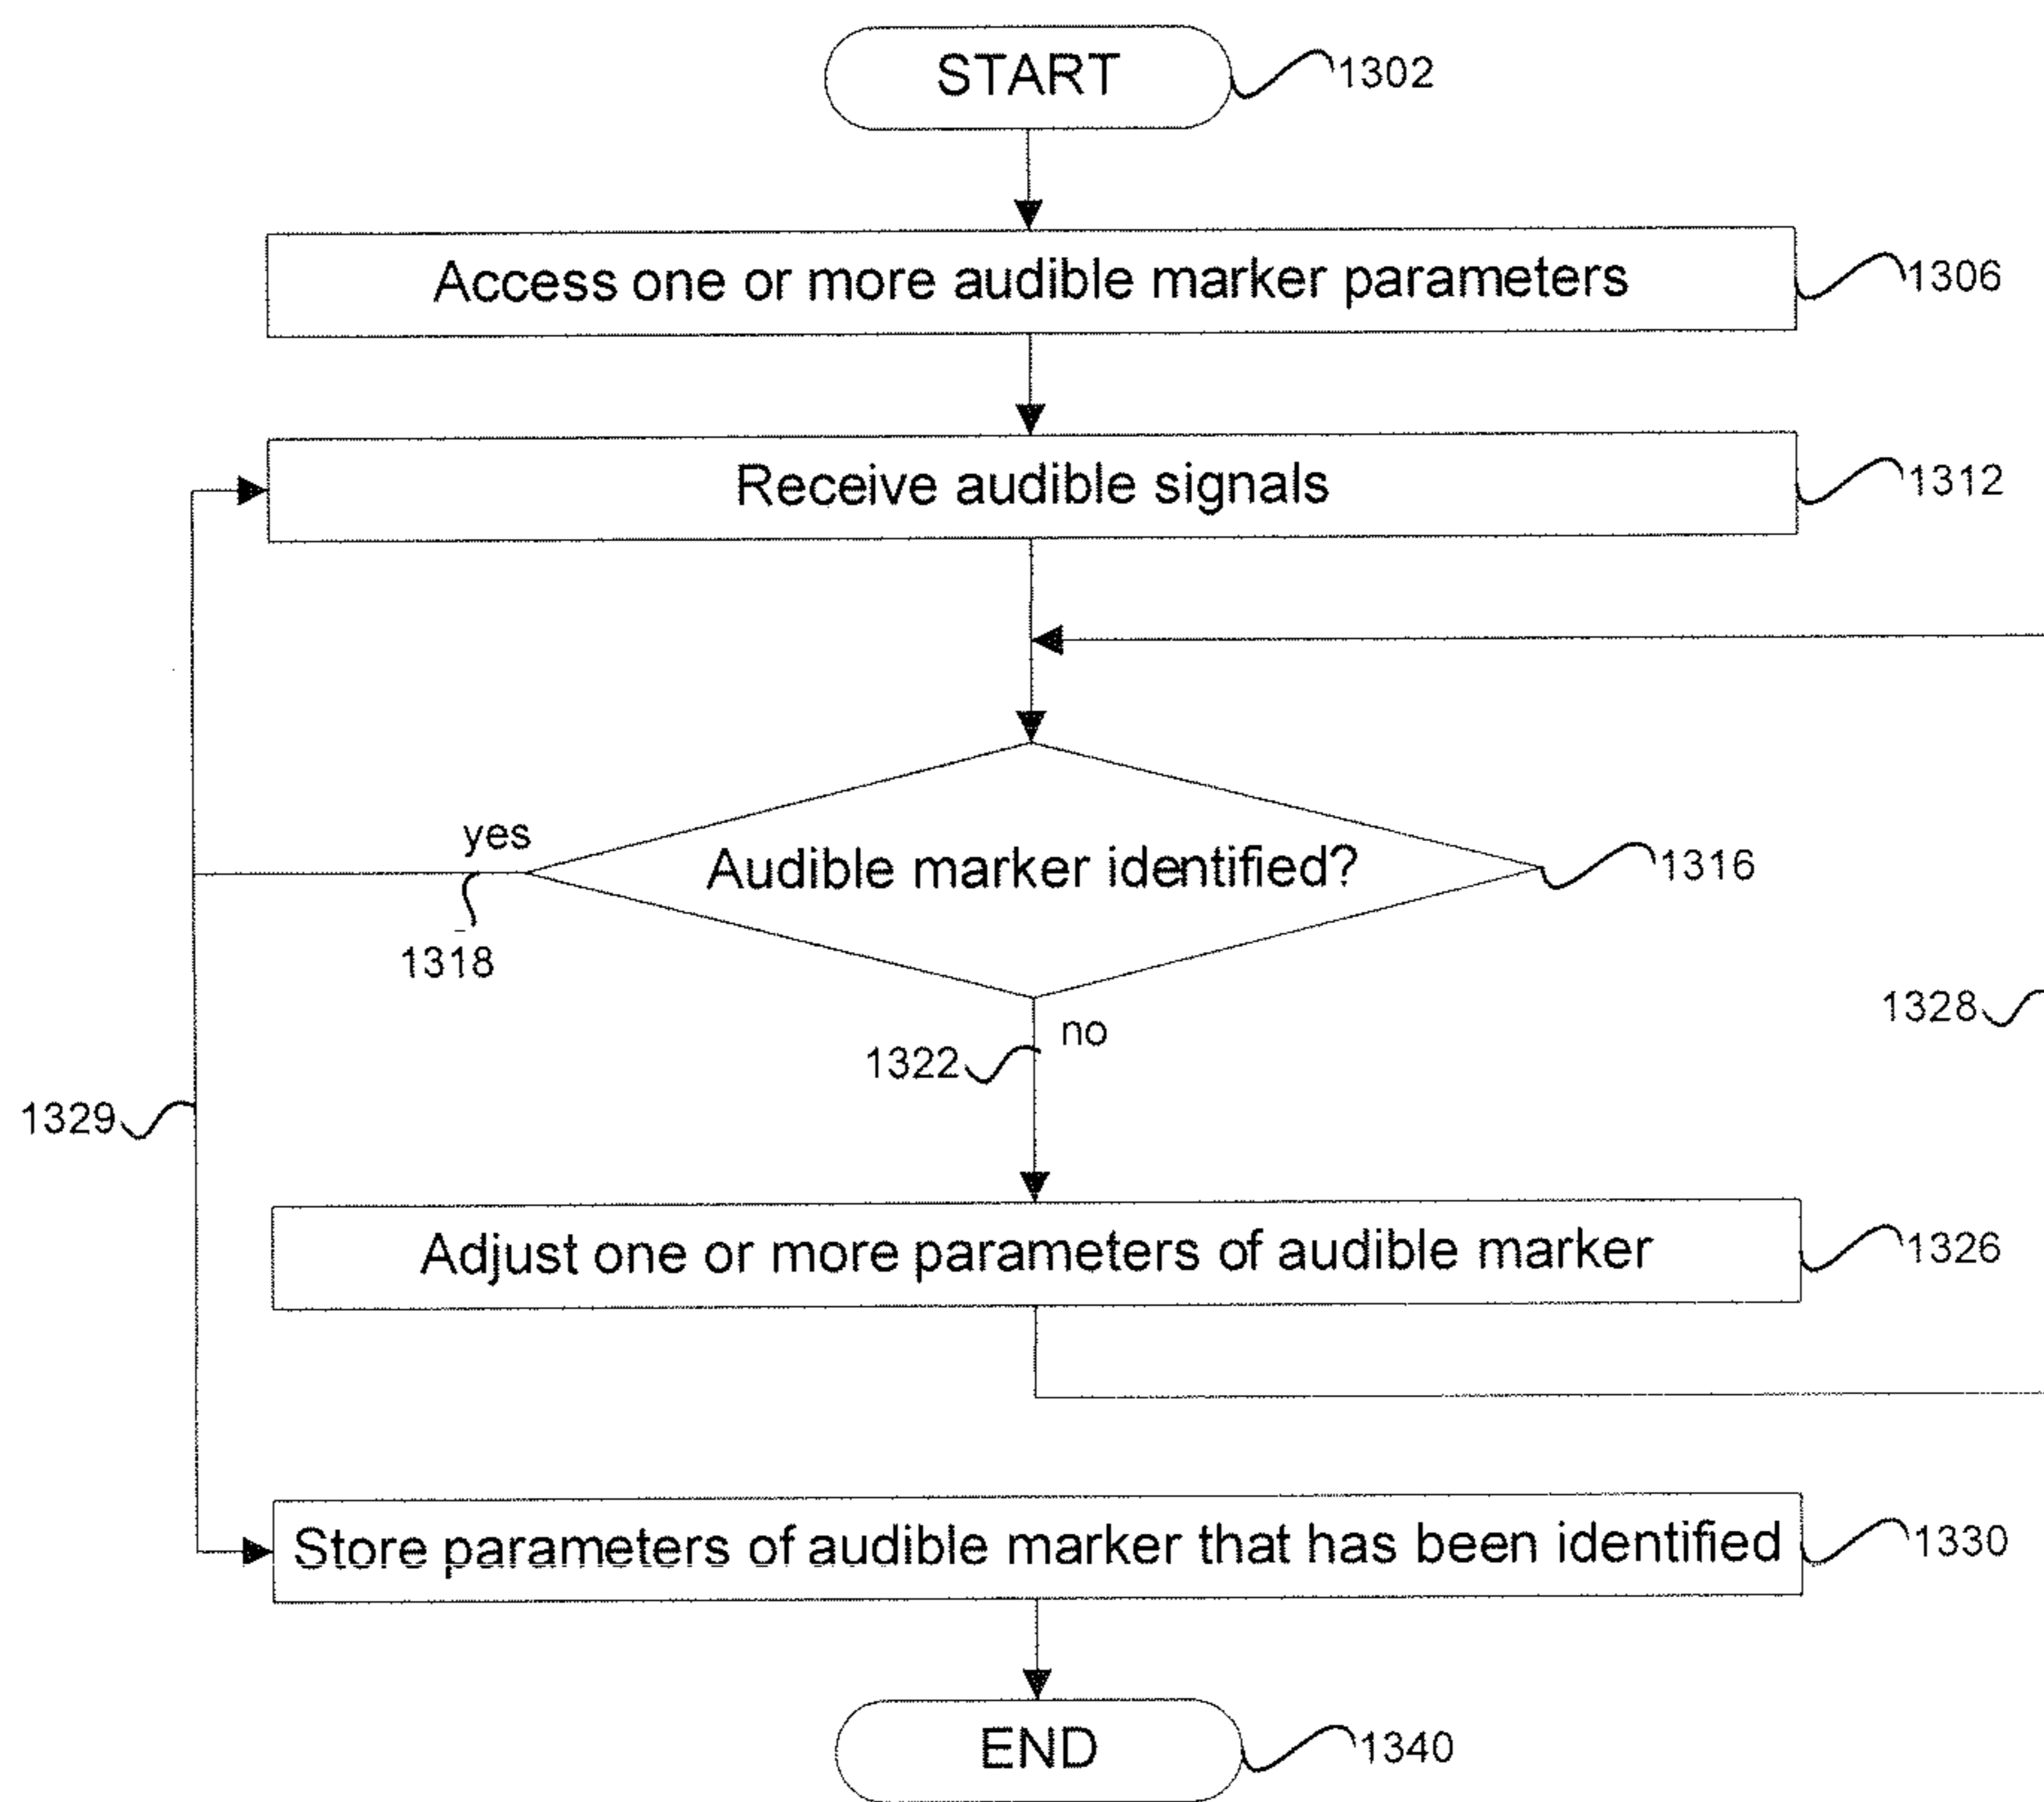 START
1302
Access one or more audible marker parameters
1306
Receive audible signals
1312
yes
Audible marker identified?
1316
1318
1328
no
1322
1329
Adjust one or more parameters of audible marker
1326
Store parameters of audible marker that has been identified
1330
END
1340